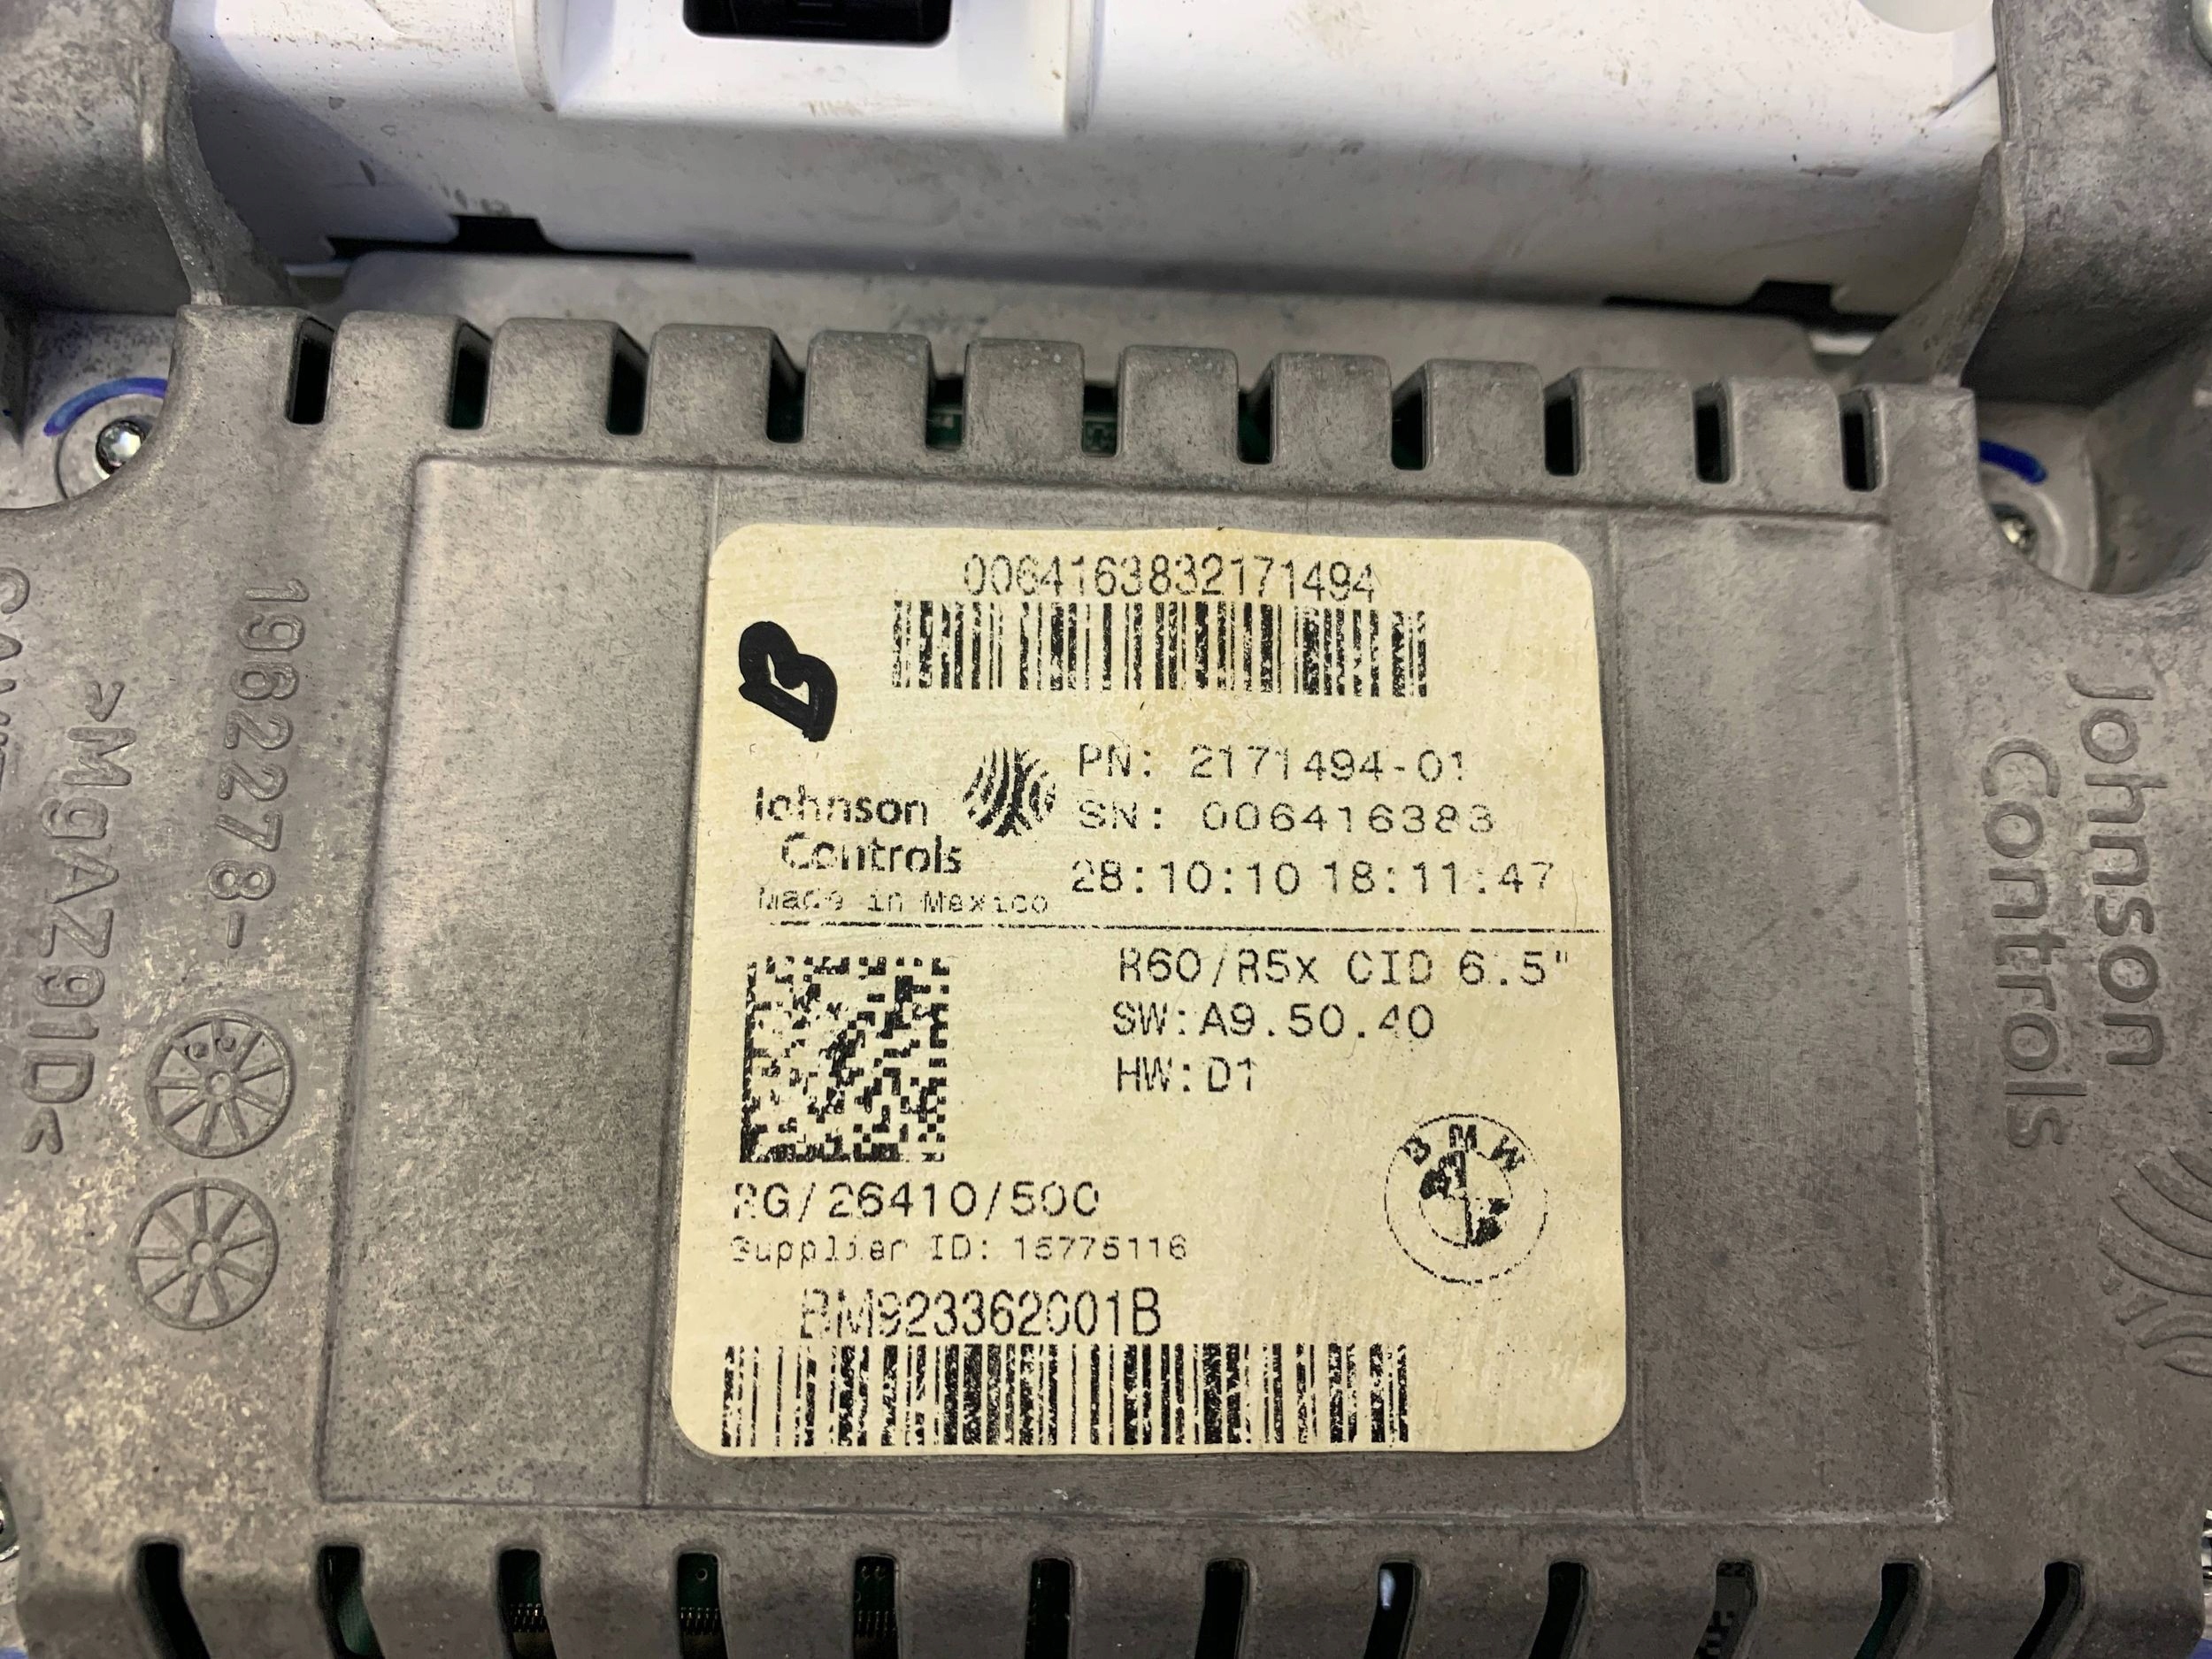 0064163832171494
B
Johnson
Controls
Made in Mexico
PN: 2171494-01
SN: 006416383
28:10:10 18:11:47
R60/R5x CID 6.5"
SW:A9.50.40
HW:D1
BMW
RG/26410/500
Supplier ID: 15775116
BM923362001B
1962278-
>MgAZ91D<
Johnson
Controls